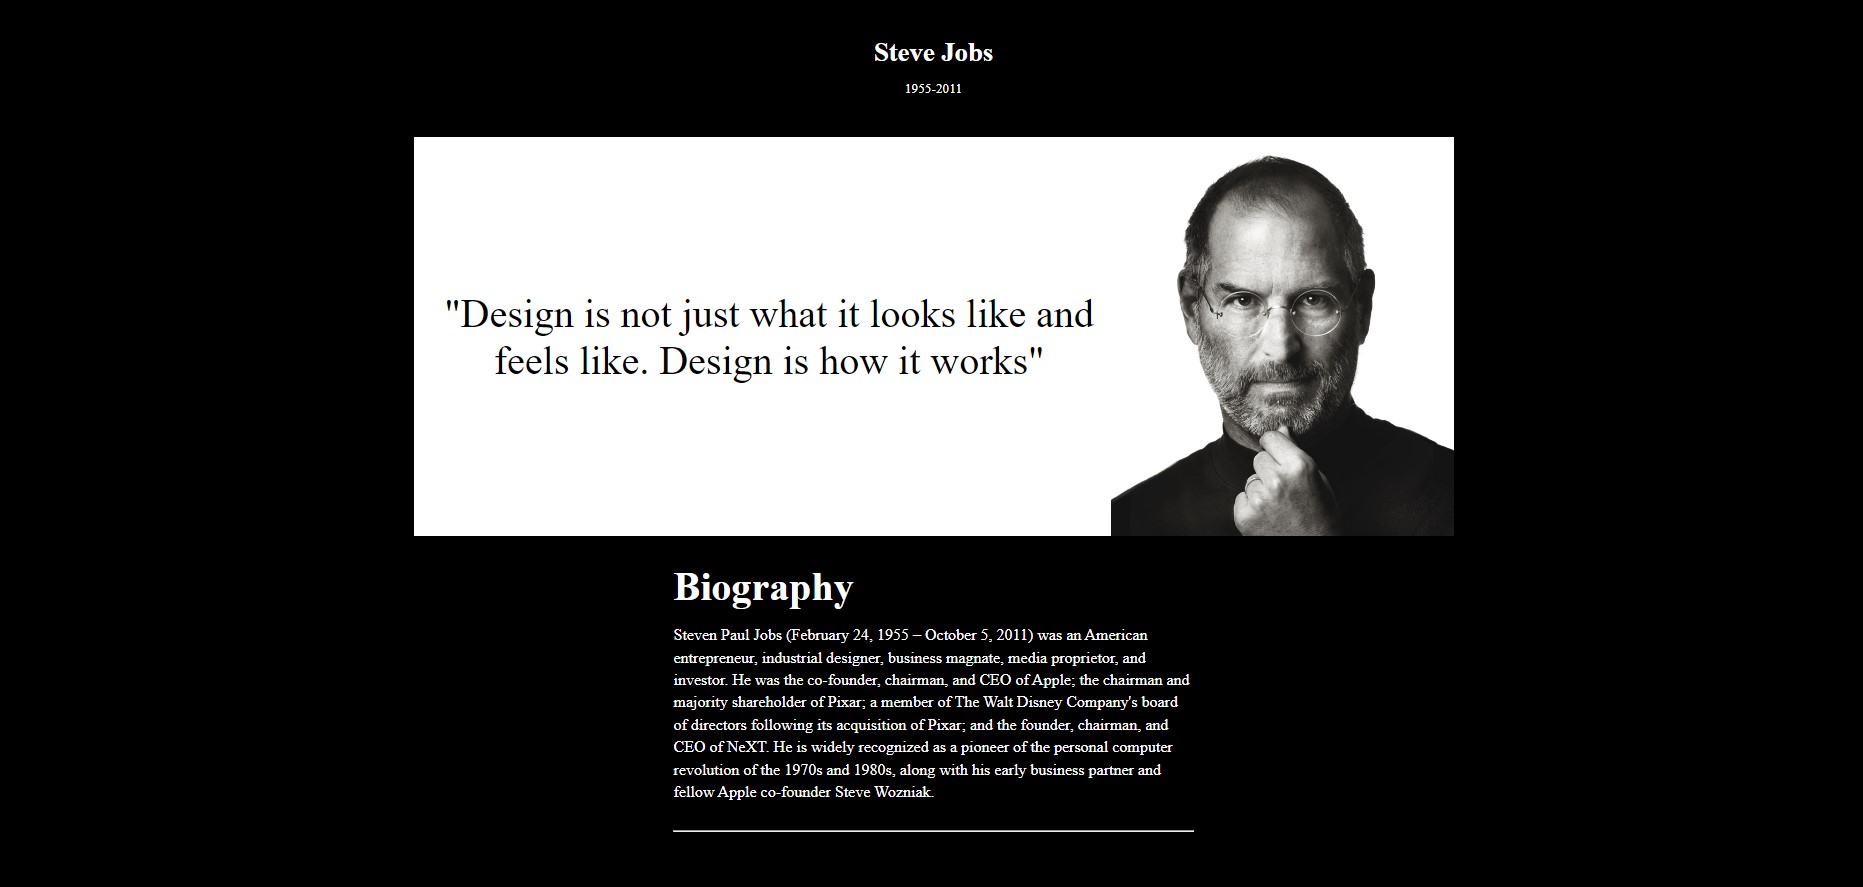 Steve Jobs
1955-2011
"Design is not just what it looks like and
feels like. Design is how it works"
Biography
Steven Paul Jobs (February 24, 1955 – October 5, 2011) was an American
entrepreneur, industrial designer, business magnate, media proprietor, and
investor. He was the co-founder, chairman, and CEO of Apple; the chairman and
majority shareholder of Pixar; a member of The Walt Disney Company's board
of directors following its acquisition of Pixar; and the founder, chairman, and
CEO of NeXT. He is widely recognized as a pioneer of the personal computer
revolution of the 1970s and 1980s, along with his early business partner and
fellow Apple co-founder Steve Wozniak.